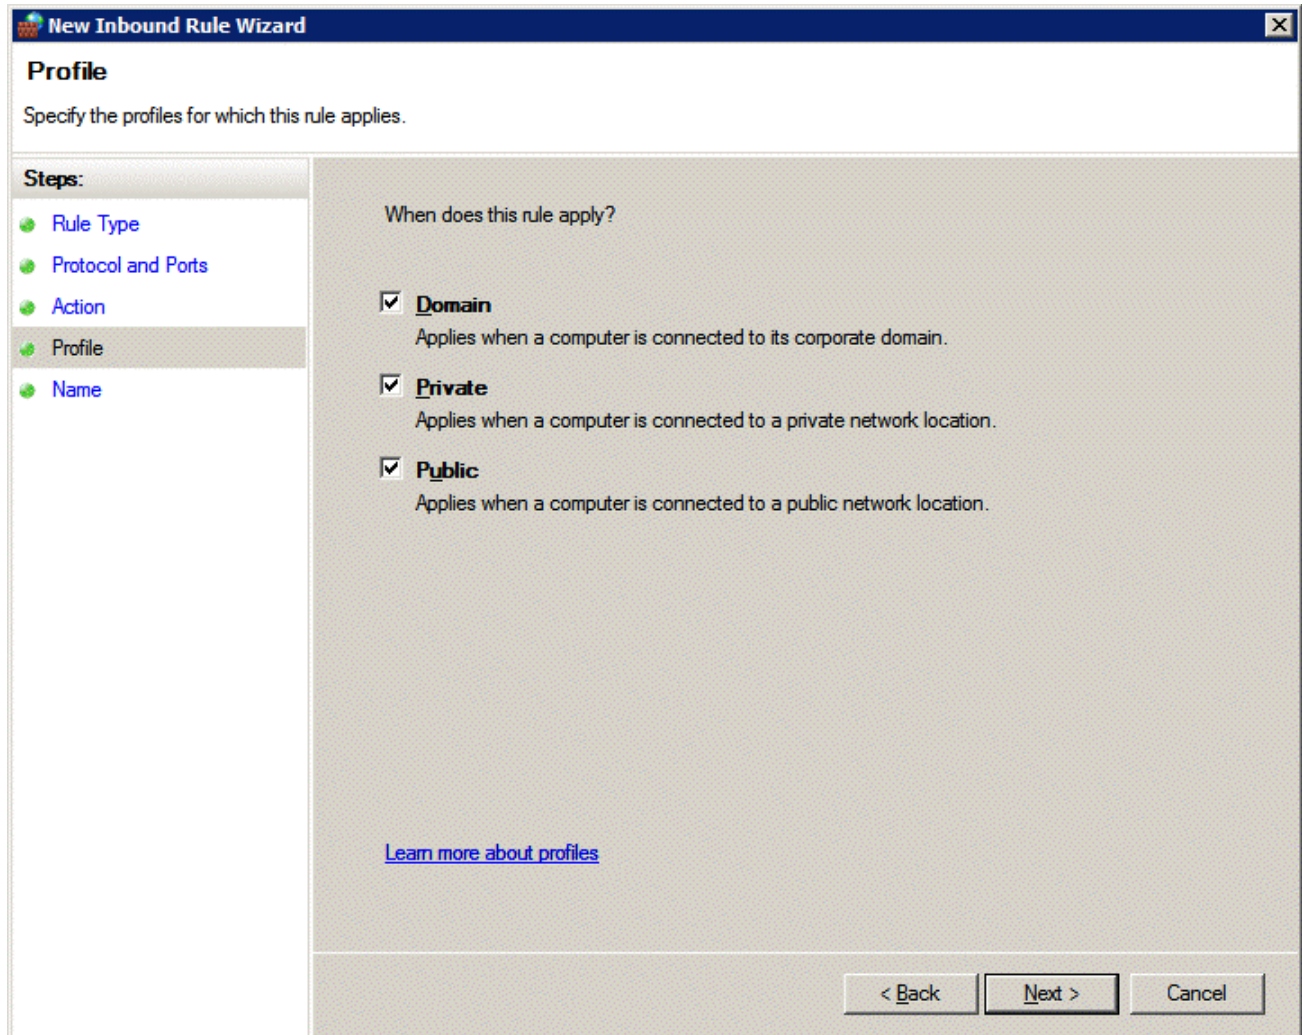 New Inbound Rule Wizard
Profile
Specify the profiles for which this rule applies.
Steps:
Rule Type
Protocol and Ports
Action
Profile
Name
When does this rule apply?
Domain
Applies when a computer is connected to its corporate domain.
Private
Applies when a computer is connected to a private network location.
Public
Applies when a computer is connected to a public network location.
Learn more about profiles
< Back
Next >
Cancel